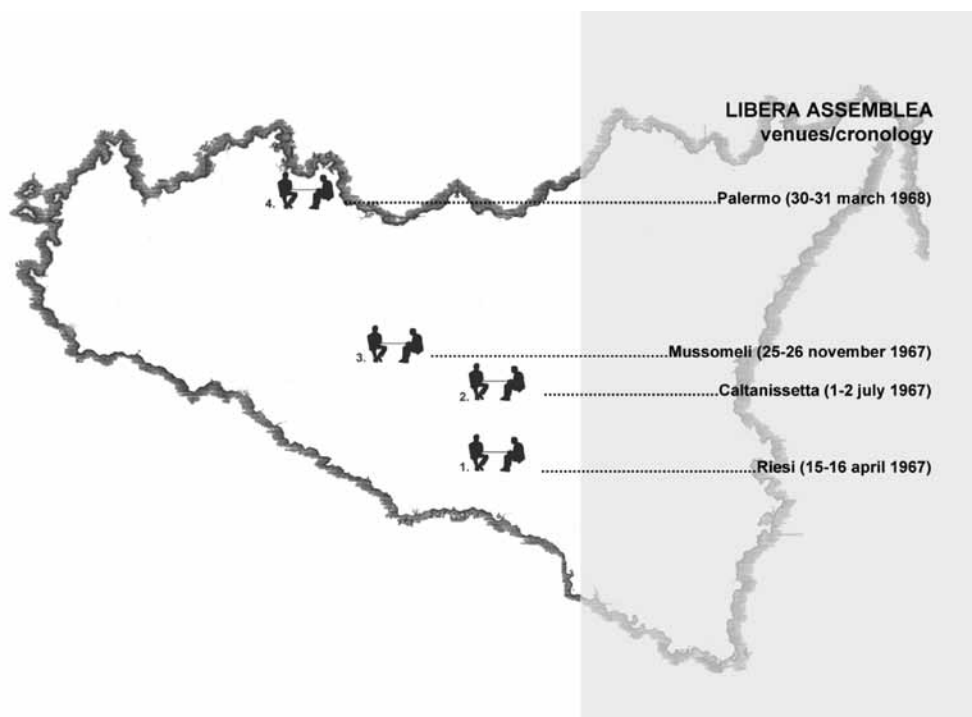 LIBERA ASSEMBLEA
venues/cronology
4. Palermo (30-31 march 1968)
3. Mussomeli (25-26 november 1967)
2. Caltanissetta (1-2 july 1967)
1. Riesi (15-16 april 1967)